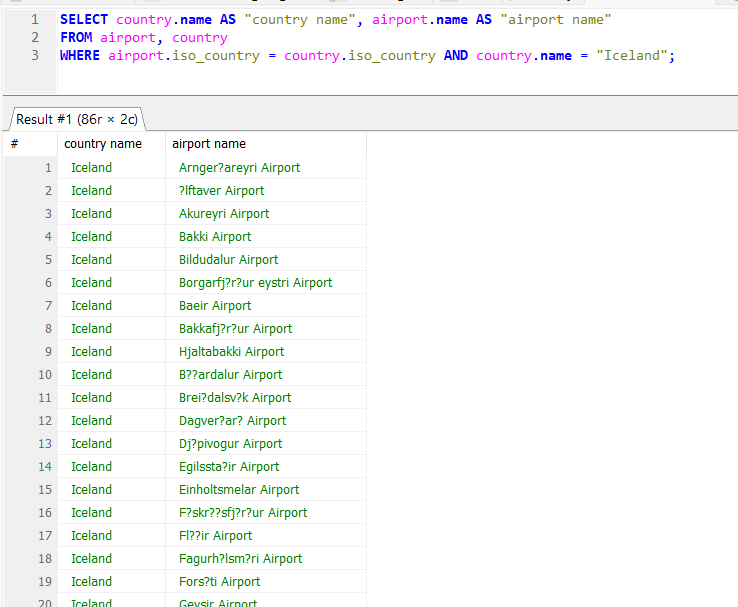 1 SELECT country.name AS "country name", airport.name AS "airport name"
2 FROM airport, country
3 WHERE airport.iso_country = country.iso_country AND country.name = "Iceland";
Result #1 (86r × 2c)
# country name airport name
1 Iceland Arnger?areyri Airport
2 Iceland ?lftaver Airport
3 Iceland Akureyri Airport
4 Iceland Bakki Airport
5 Iceland Bildudalur Airport
6 Iceland Borgarfj?r?ur eystri Airport
7 Iceland Baeir Airport
8 Iceland Bakkafj?r?ur Airport
9 Iceland Hjaltabakki Airport
10 Iceland B??ardalur Airport
11 Iceland Brei?dalsv?k Airport
12 Iceland Dagver?ar? Airport
13 Iceland Dj?pivogur Airport
14 Iceland Egilssta?ir Airport
15 Iceland Einholtsmelar Airport
16 Iceland F?skr??sfj?r?ur Airport
17 Iceland Fl??ir Airport
18 Iceland Fagurh?lsm?ri Airport
19 Iceland Fors?ti Airport
20 Iceland Geysir Airport